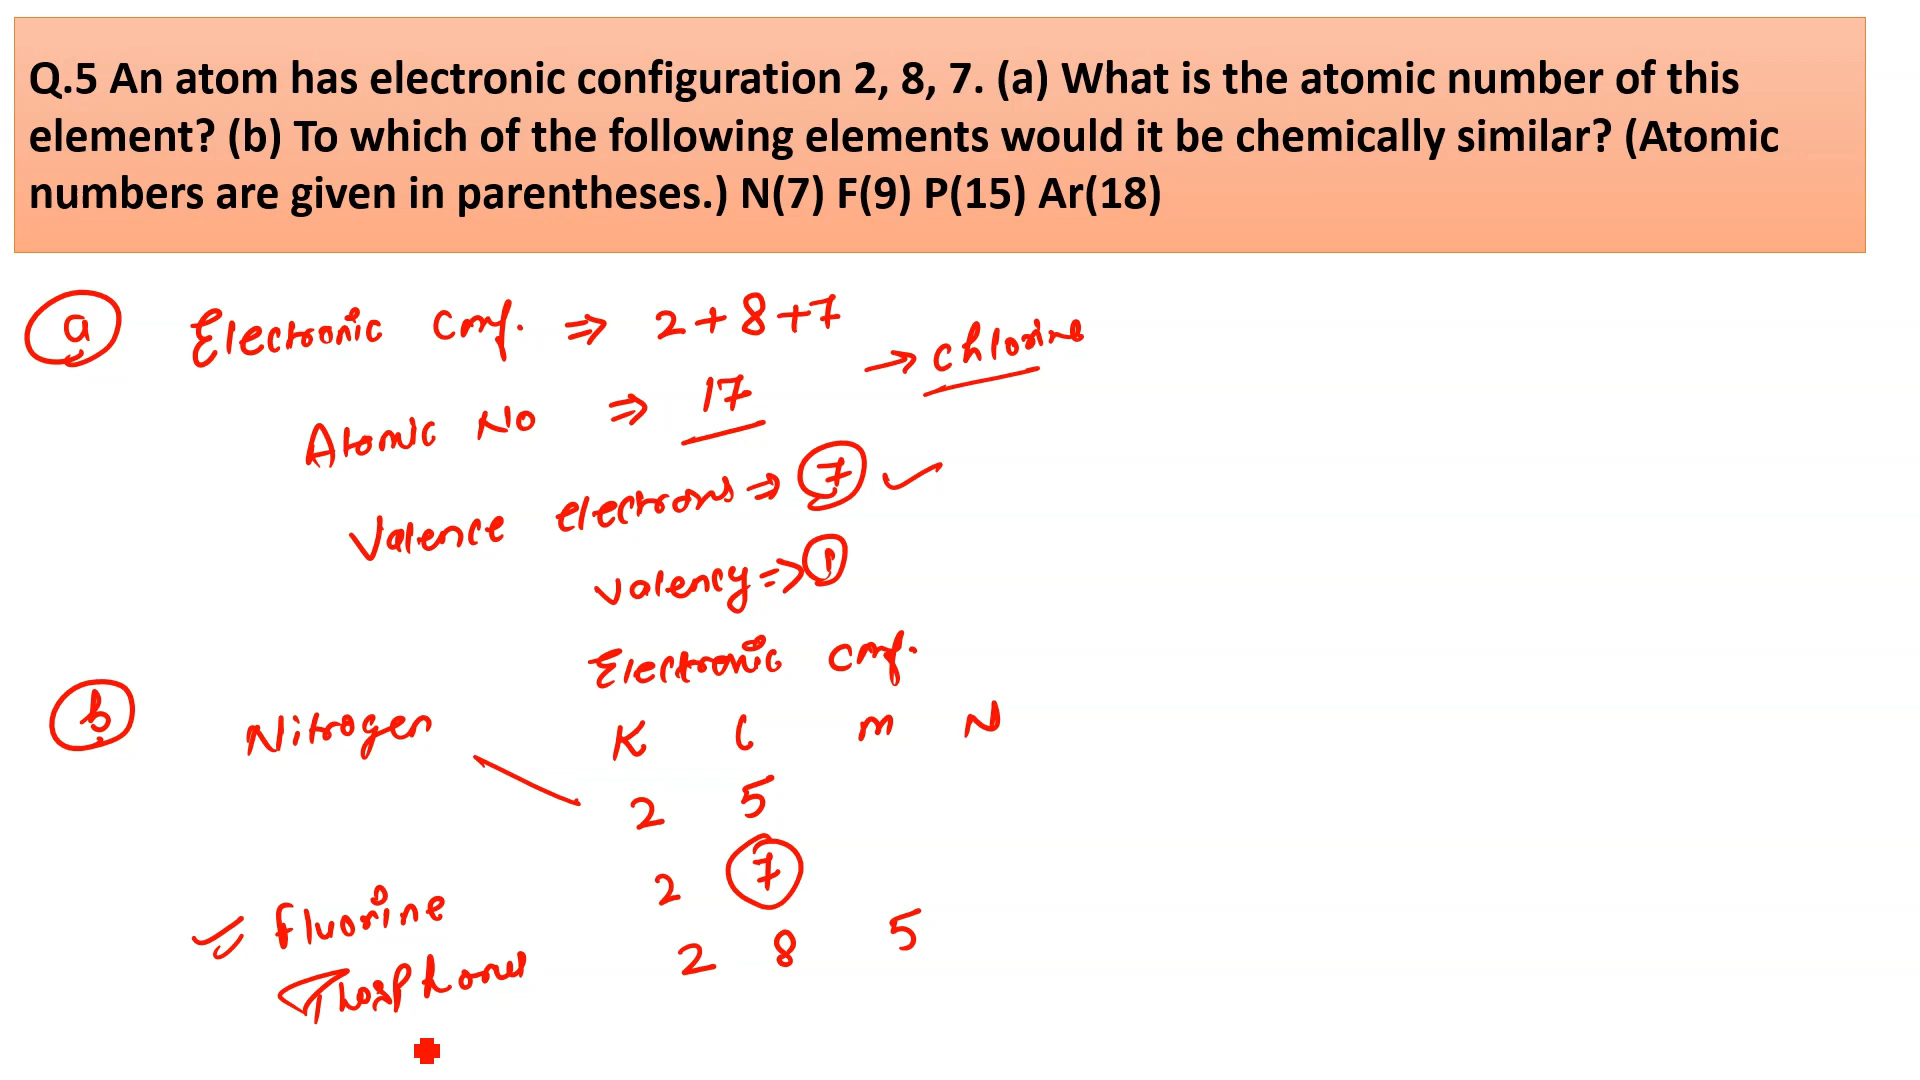 Q.5 An atom has electronic configuration 2, 8, 7. (a) What is the atomic number of this
element? (b) To which of the following elements would it be chemically similar? (Atomic
numbers are given in parentheses.) N(7) F(9) P(15) Ar(18)
a Electronic conf. ⇒ 2+8+7
Atomic No ⇒ 17 → chlorine
Valence electrons ⇒ 7 ✓
valency => 1
Electronic conf.
b Nitrogen K L M N
2 5
Fluorine 2 7
Phosphorus 2 8 5